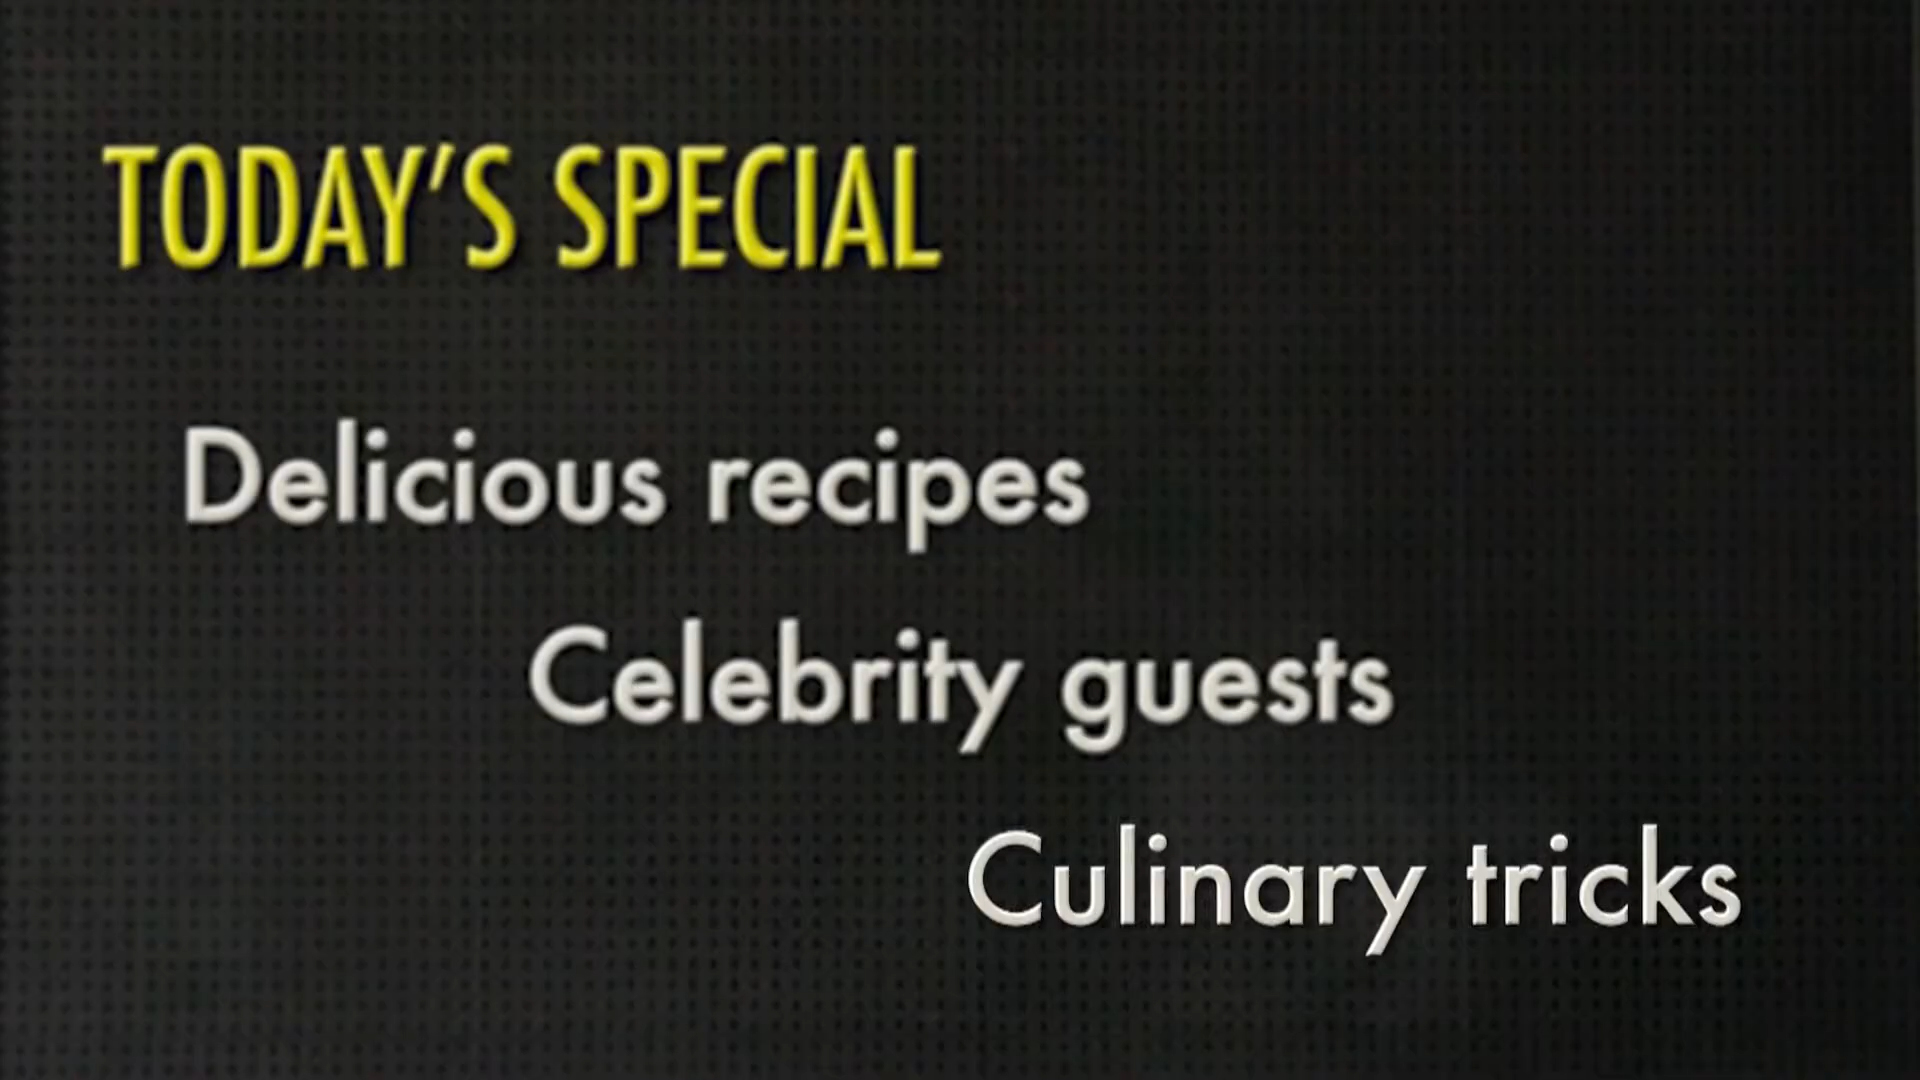 TODAY’S SPECIAL
Delicious recipes
Celebrity guests
Culinary tricks